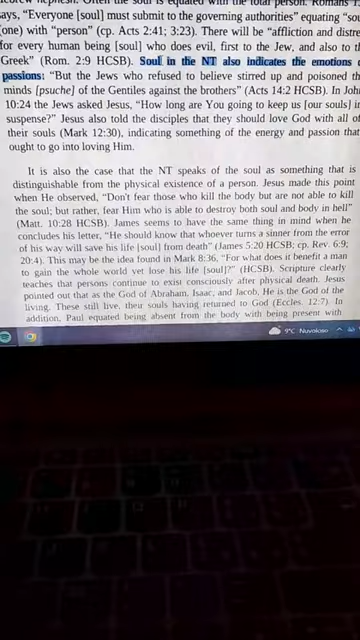 the soul is equated with the total person. Romans 1
ays, "Everyone [soul] must submit to the governing authorities" equating "so
(one) with "person" (cp. Acts 2:41; 3:23). There will be "affliction and distre
for every human being [soul] who does evil, first to the Jew, and also to t
Greek" (Rom. 2:9 HCSB). Soul in the NT also indicates the emotions o
passions: "But the Jews who refused to believe stirred up and poisoned th
minds [psuche] of the Gentiles against the brothers" (Acts 14:2 HCSB). In Joh
10:24 the Jews asked Jesus, "How long are You going to keep us [our souls] in
suspense?" Jesus also told the disciples that they should love God with all of
their souls (Mark 12:30), indicating something of the energy and passion that
ought to go into loving Him.
It is also the case that the NT speaks of the soul as something that is
distinguishable from the physical existence of a person. Jesus made this point
when He observed, "Don't fear those who kill the body but are not able to kill
the soul; but rather, fear Him who is able to destroy both soul and body in hell"
(Matt. 10:28 HCSB). James seems to have the same thing in mind when he
concludes his letter, "He should know that whoever turns a sinner from the error
of his way will save his life [soul] from death" (James 5:20 HCSB; cp. Rev. 6:9;
20:4). This may be the idea found in Mark 8:36, "For what does it benefit a man
to gain the whole world yet lose his life [soul]?" (HCSB). Scripture clearly
teaches that persons continue to exist consciously after physical death. Jesus
pointed out that as the God of Abraham, Isaac, and Jacob, He is the God of the
living. These still live, their souls having returned to God (Eccles. 12:7). In
addition, Paul equated being absent from the body with being present with
9°C Nuvoloso